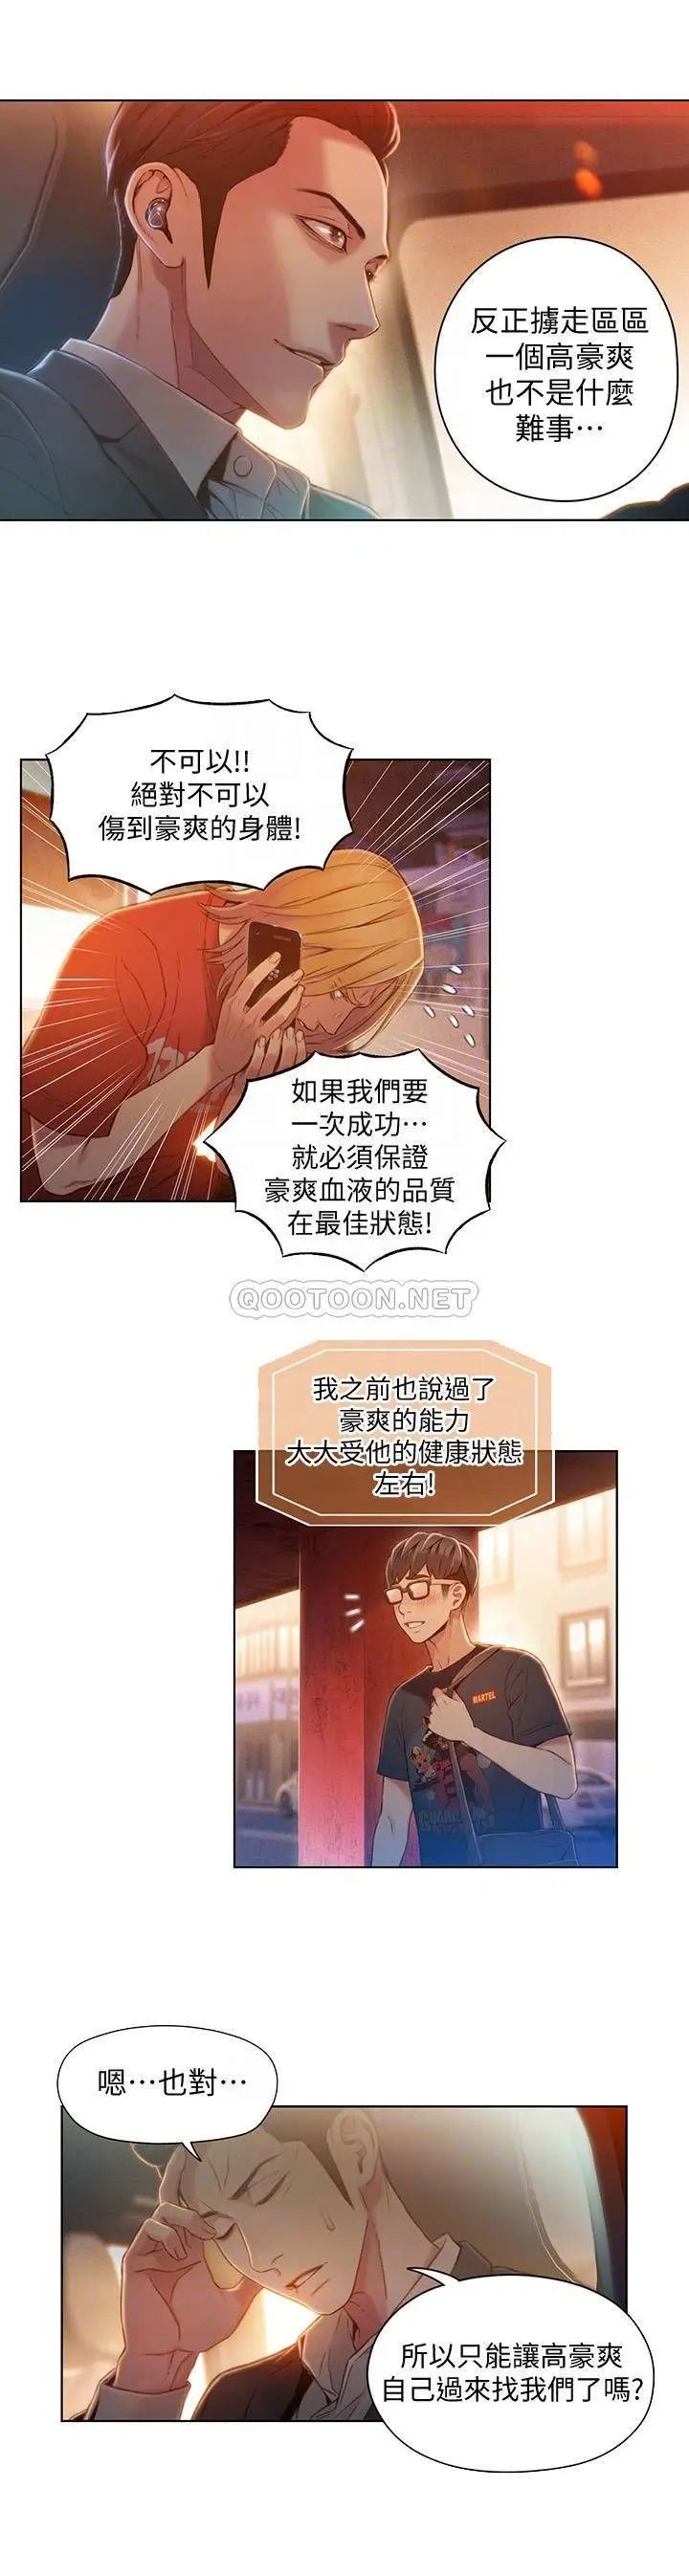 反正擄走區區
一個高豪爽
也不是什麼
難事…
不可以!!
絕對不可以
傷到豪爽的身體!
如果我們要
一次成功…
就必須保證
豪爽血液的品質
在最佳狀態!
QOOTOON.NET
我之前也說過了
豪爽的能力
大大受他的健康狀態
左右!
MARTEL
嗯…也對…
所以只能讓高豪爽
自己過來找我們了嗎?